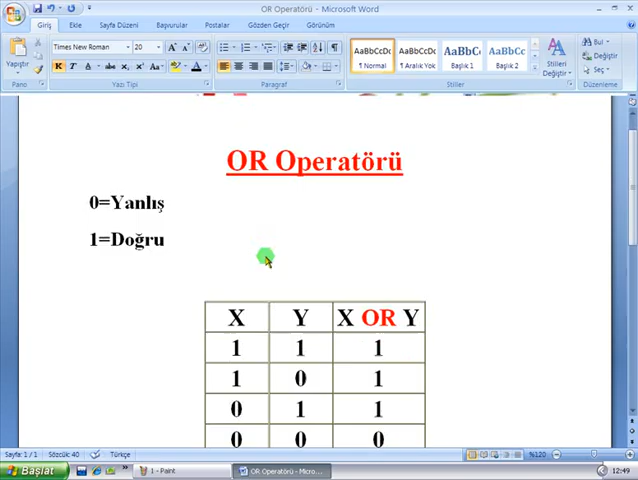 OR Operatörü - Microsoft Word
Giriş Ekle Sayfa Düzeni Başvurular Postalar Gözden Geçir Görünüm
Yapıştır
Pano
Times New Roman 20
Yazı Tipi
Paragraf
AaBbCcDc AaBbCcDc AaBbC AaBbCc
¶ Normal ¶ Aralık Yok Başlık 1 Başlık 2
Stilleri
Değiştir
Stiller
Bul
Değiştir
Seç
Düzenleme
OR Operatörü
0=Yanlış
1=Doğru
X Y X OR Y
1 1 1
1 0 1
0 1 1
0 0 0
Sayfa: 1 / 1 Sözcük: 40 Türkçe %120
Başlat 1 - Paint OR Operatörü - Micro... 12:49